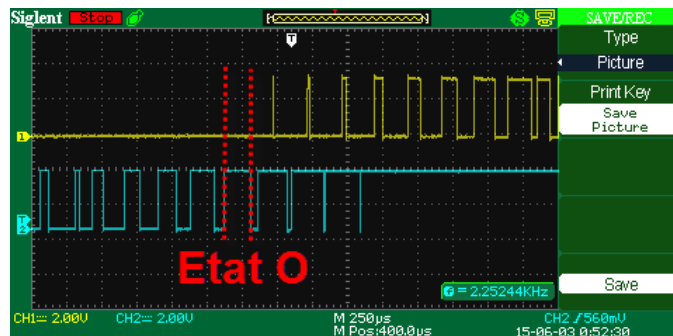 Siglent Stop SAVE/REC
Type
Picture
Print Key
Save
Picture
T
1
T
2
Etat O
G = 2.25244KHz
Save
CH1 2.00V CH2 2.00V M 250µs CH2 560mV
M Pos:400.0µs 15-06-03 0:52:30